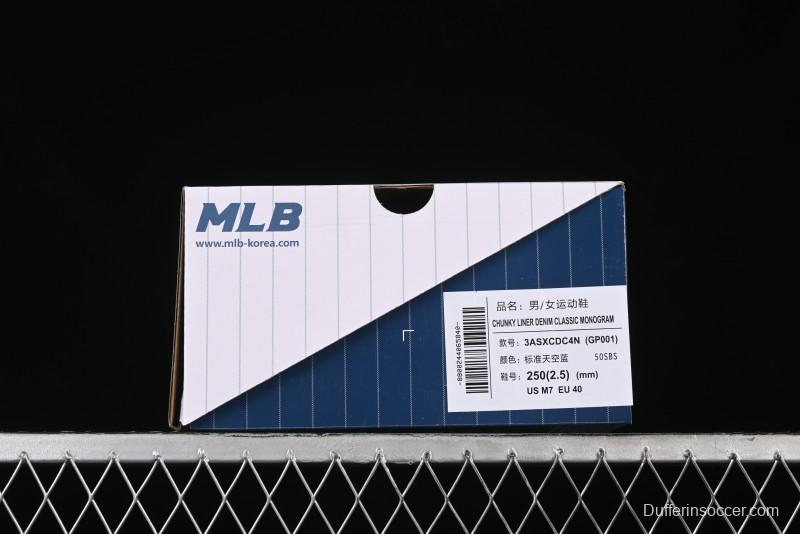 MLB
www.mlb-korea.com
品名: 男/女运动鞋
CHUNKY LINER DENIM CLASSIC MONOGRAM
款号: 3ASXCDC4N (GP001)
颜色: 标准天空蓝 50SBS
鞋号: 250(2.5) (mm)
US M7 EU 40
Dufferinsoccer.com